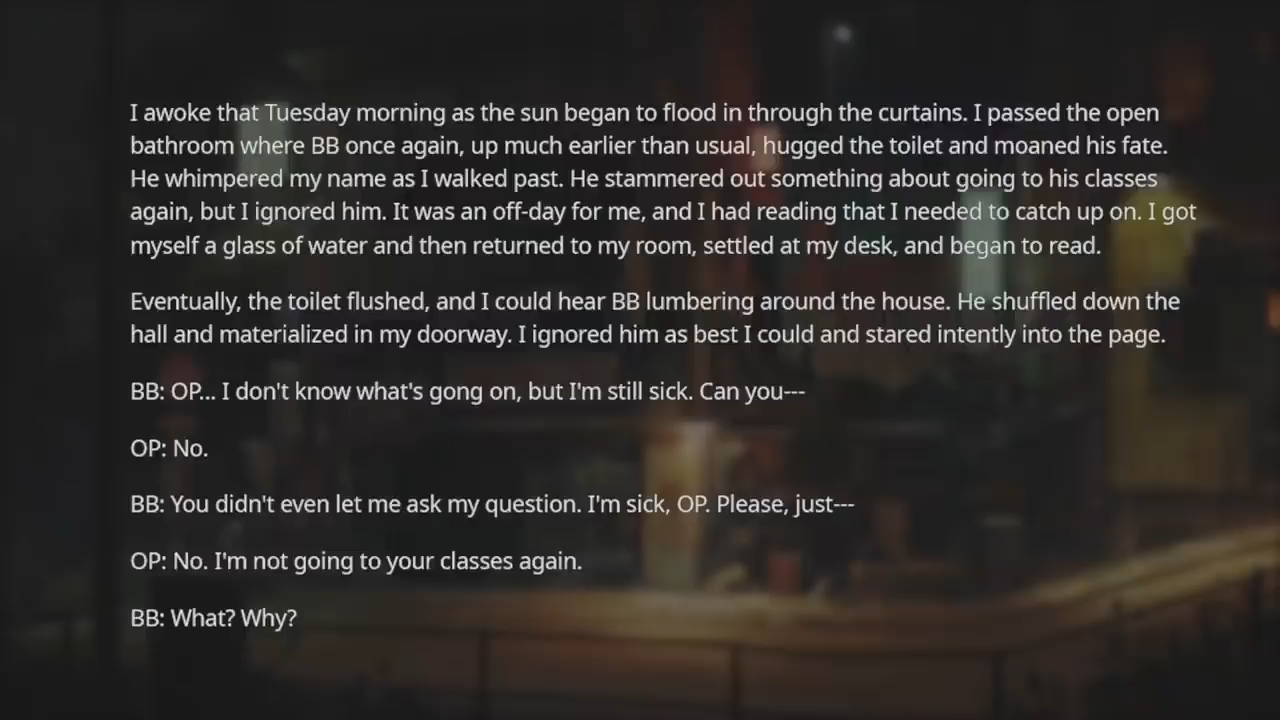 I awoke that Tuesday morning as the sun began to flood in through the curtains. I passed the open
bathroom where BB once again, up much earlier than usual, hugged the toilet and moaned his fate.
He whimpered my name as I walked past. He stammered out something about going to his classes
again, but I ignored him. It was an off-day for me, and I had reading that I needed to catch up on. I got
myself a glass of water and then returned to my room, settled at my desk, and began to read.
Eventually, the toilet flushed, and I could hear BB lumbering around the house. He shuffled down the
hall and materialized in my doorway. I ignored him as best I could and stared intently into the page.
BB: OP... I don't know what's gong on, but I'm still sick. Can you---
OP: No.
BB: You didn't even let me ask my question. I'm sick, OP. Please, just---
OP: No. I'm not going to your classes again.
BB: What? Why?